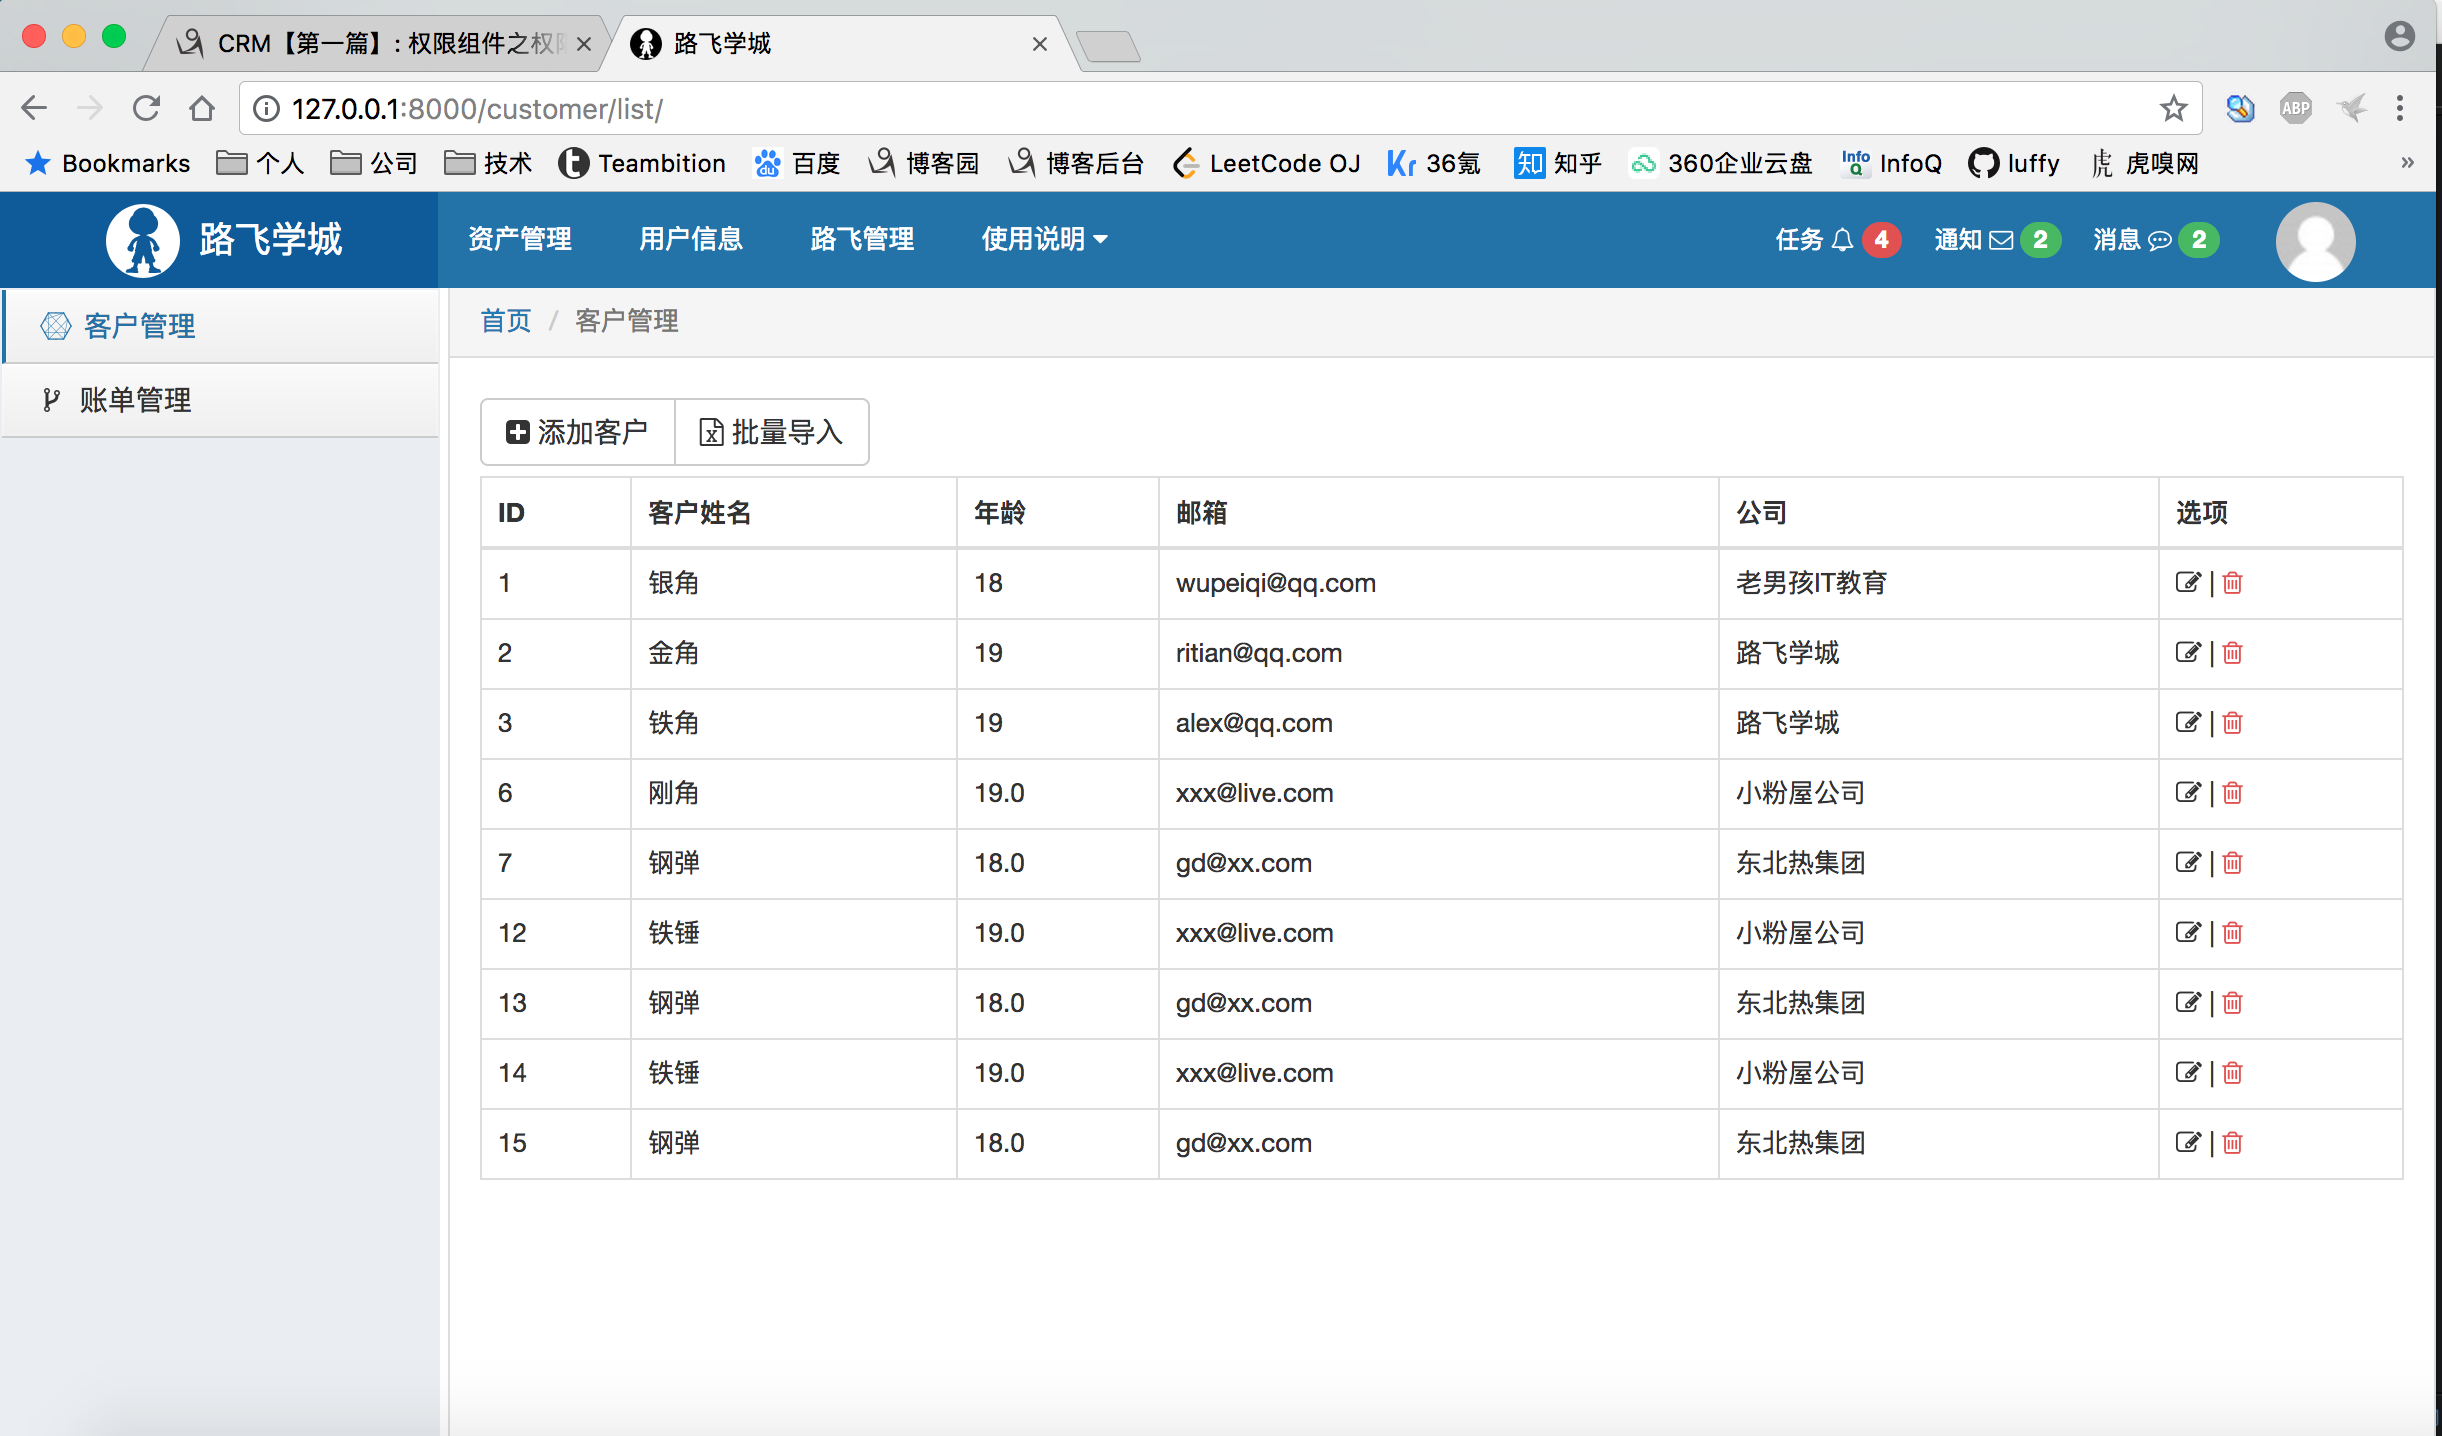 CRM【第一篇】: 权限组件之权限
路飞学城
127.0.0.1:8000/customer/list/
ABP
Bookmarks 个人 公司 技术 Teambition 百度 博客园 博客后台 LeetCode OJ 36氪 知乎 360企业云盘 InfoQ luffy 虎嗅网 »
路飞学城 资产管理 用户信息 路飞管理 使用说明 任务 4 通知 2 消息 2
客户管理
账单管理
首页 / 客户管理
添加客户 批量导入
ID 客户姓名 年龄 邮箱 公司 选项
1 银角 18 wupeiqi@qq.com 老男孩IT教育 |
2 金角 19 ritian@qq.com 路飞学城 |
3 铁角 19 alex@qq.com 路飞学城 |
6 刚角 19.0 xxx@live.com 小粉屋公司 |
7 钢弹 18.0 gd@xx.com 东北热集团 |
12 铁锤 19.0 xxx@live.com 小粉屋公司 |
13 钢弹 18.0 gd@xx.com 东北热集团 |
14 铁锤 19.0 xxx@live.com 小粉屋公司 |
15 钢弹 18.0 gd@xx.com 东北热集团 |